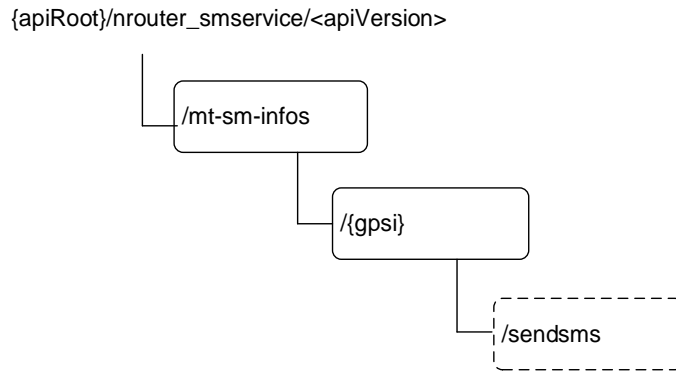 {apiRoot}/nrouter_smservice/<apiVersion>
/mt-sm-infos
/{gpsi}
/sendsms